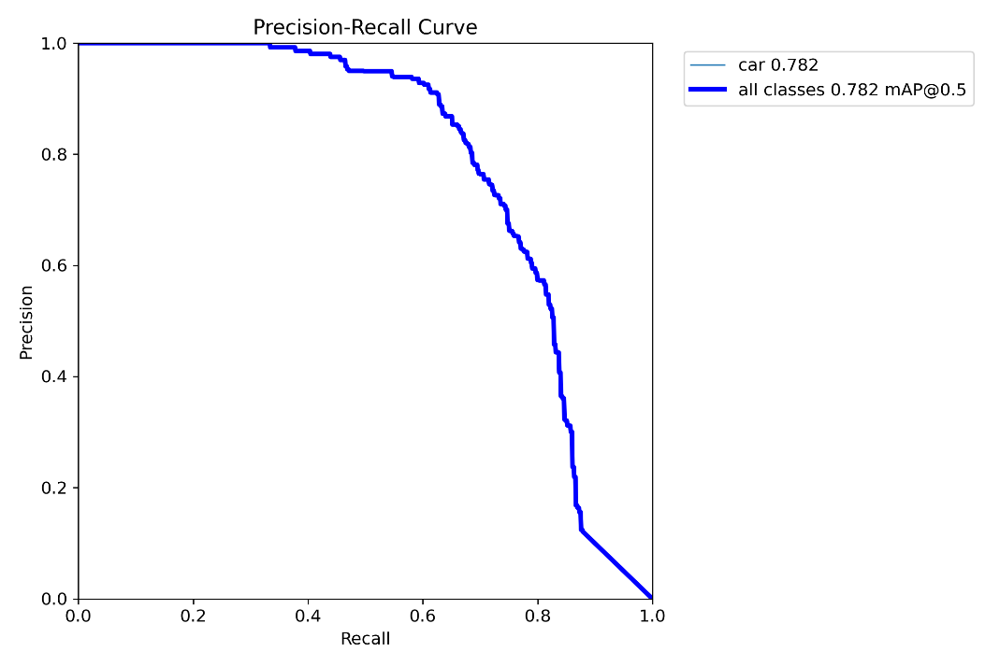 Precision-Recall Curve
car 0.782
all classes 0.782 mAP@0.5
1.0
0.8
0.6
0.4
0.2
0.0
Precision
0.0 0.2 0.4 0.6 0.8 1.0
Recall